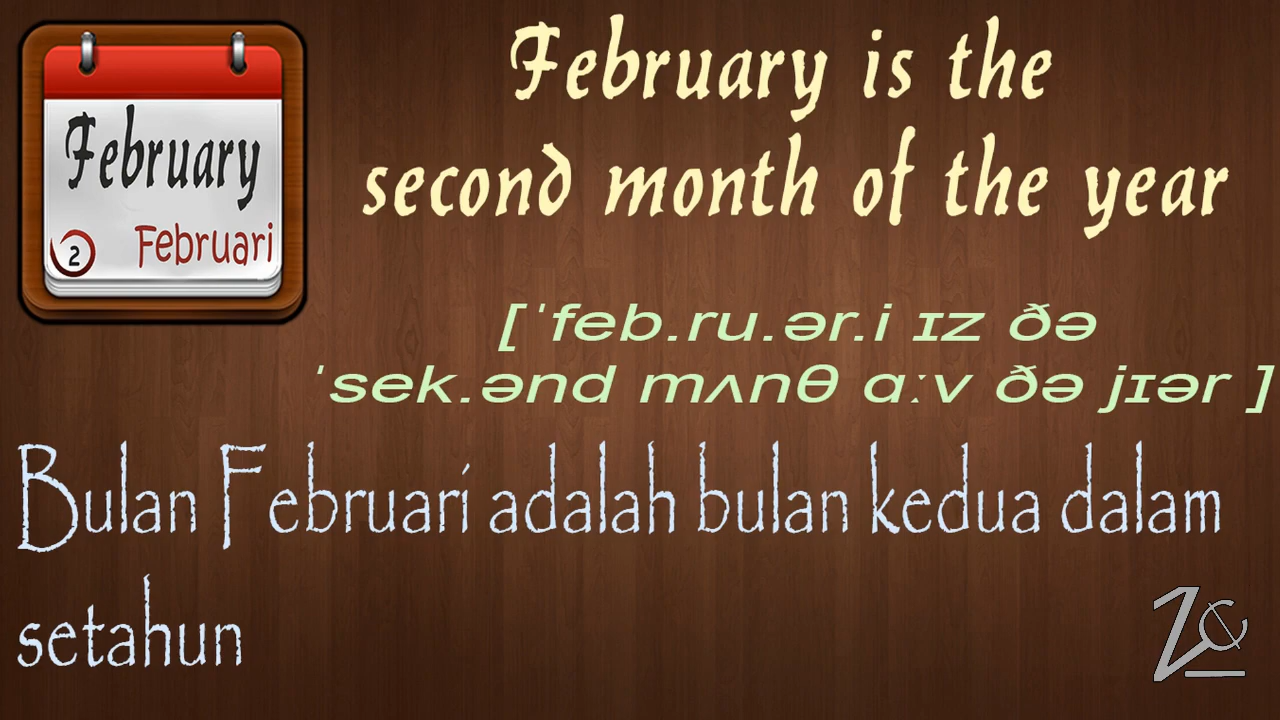 February
2 Februari
February is the
second month of the year
[ˈfeb.ru.ər.i ɪz ðə
ˈsek.ənd mʌnθ ɑːv ðə jɪər ]
Bulan Februari adalah bulan kedua dalam
setahun